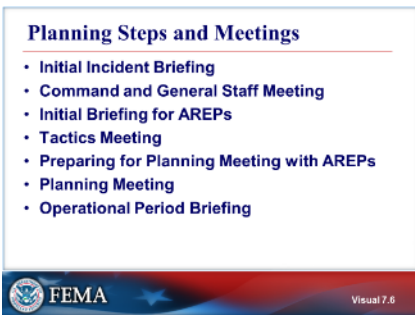 Planning Steps and Meetings
• Initial Incident Briefing
• Command and General Staff Meeting
• Initial Briefing for AREPs
• Tactics Meeting
• Preparing for Planning Meeting with AREPs
• Planning Meeting
• Operational Period Briefing
FEMA
Visual 7.6